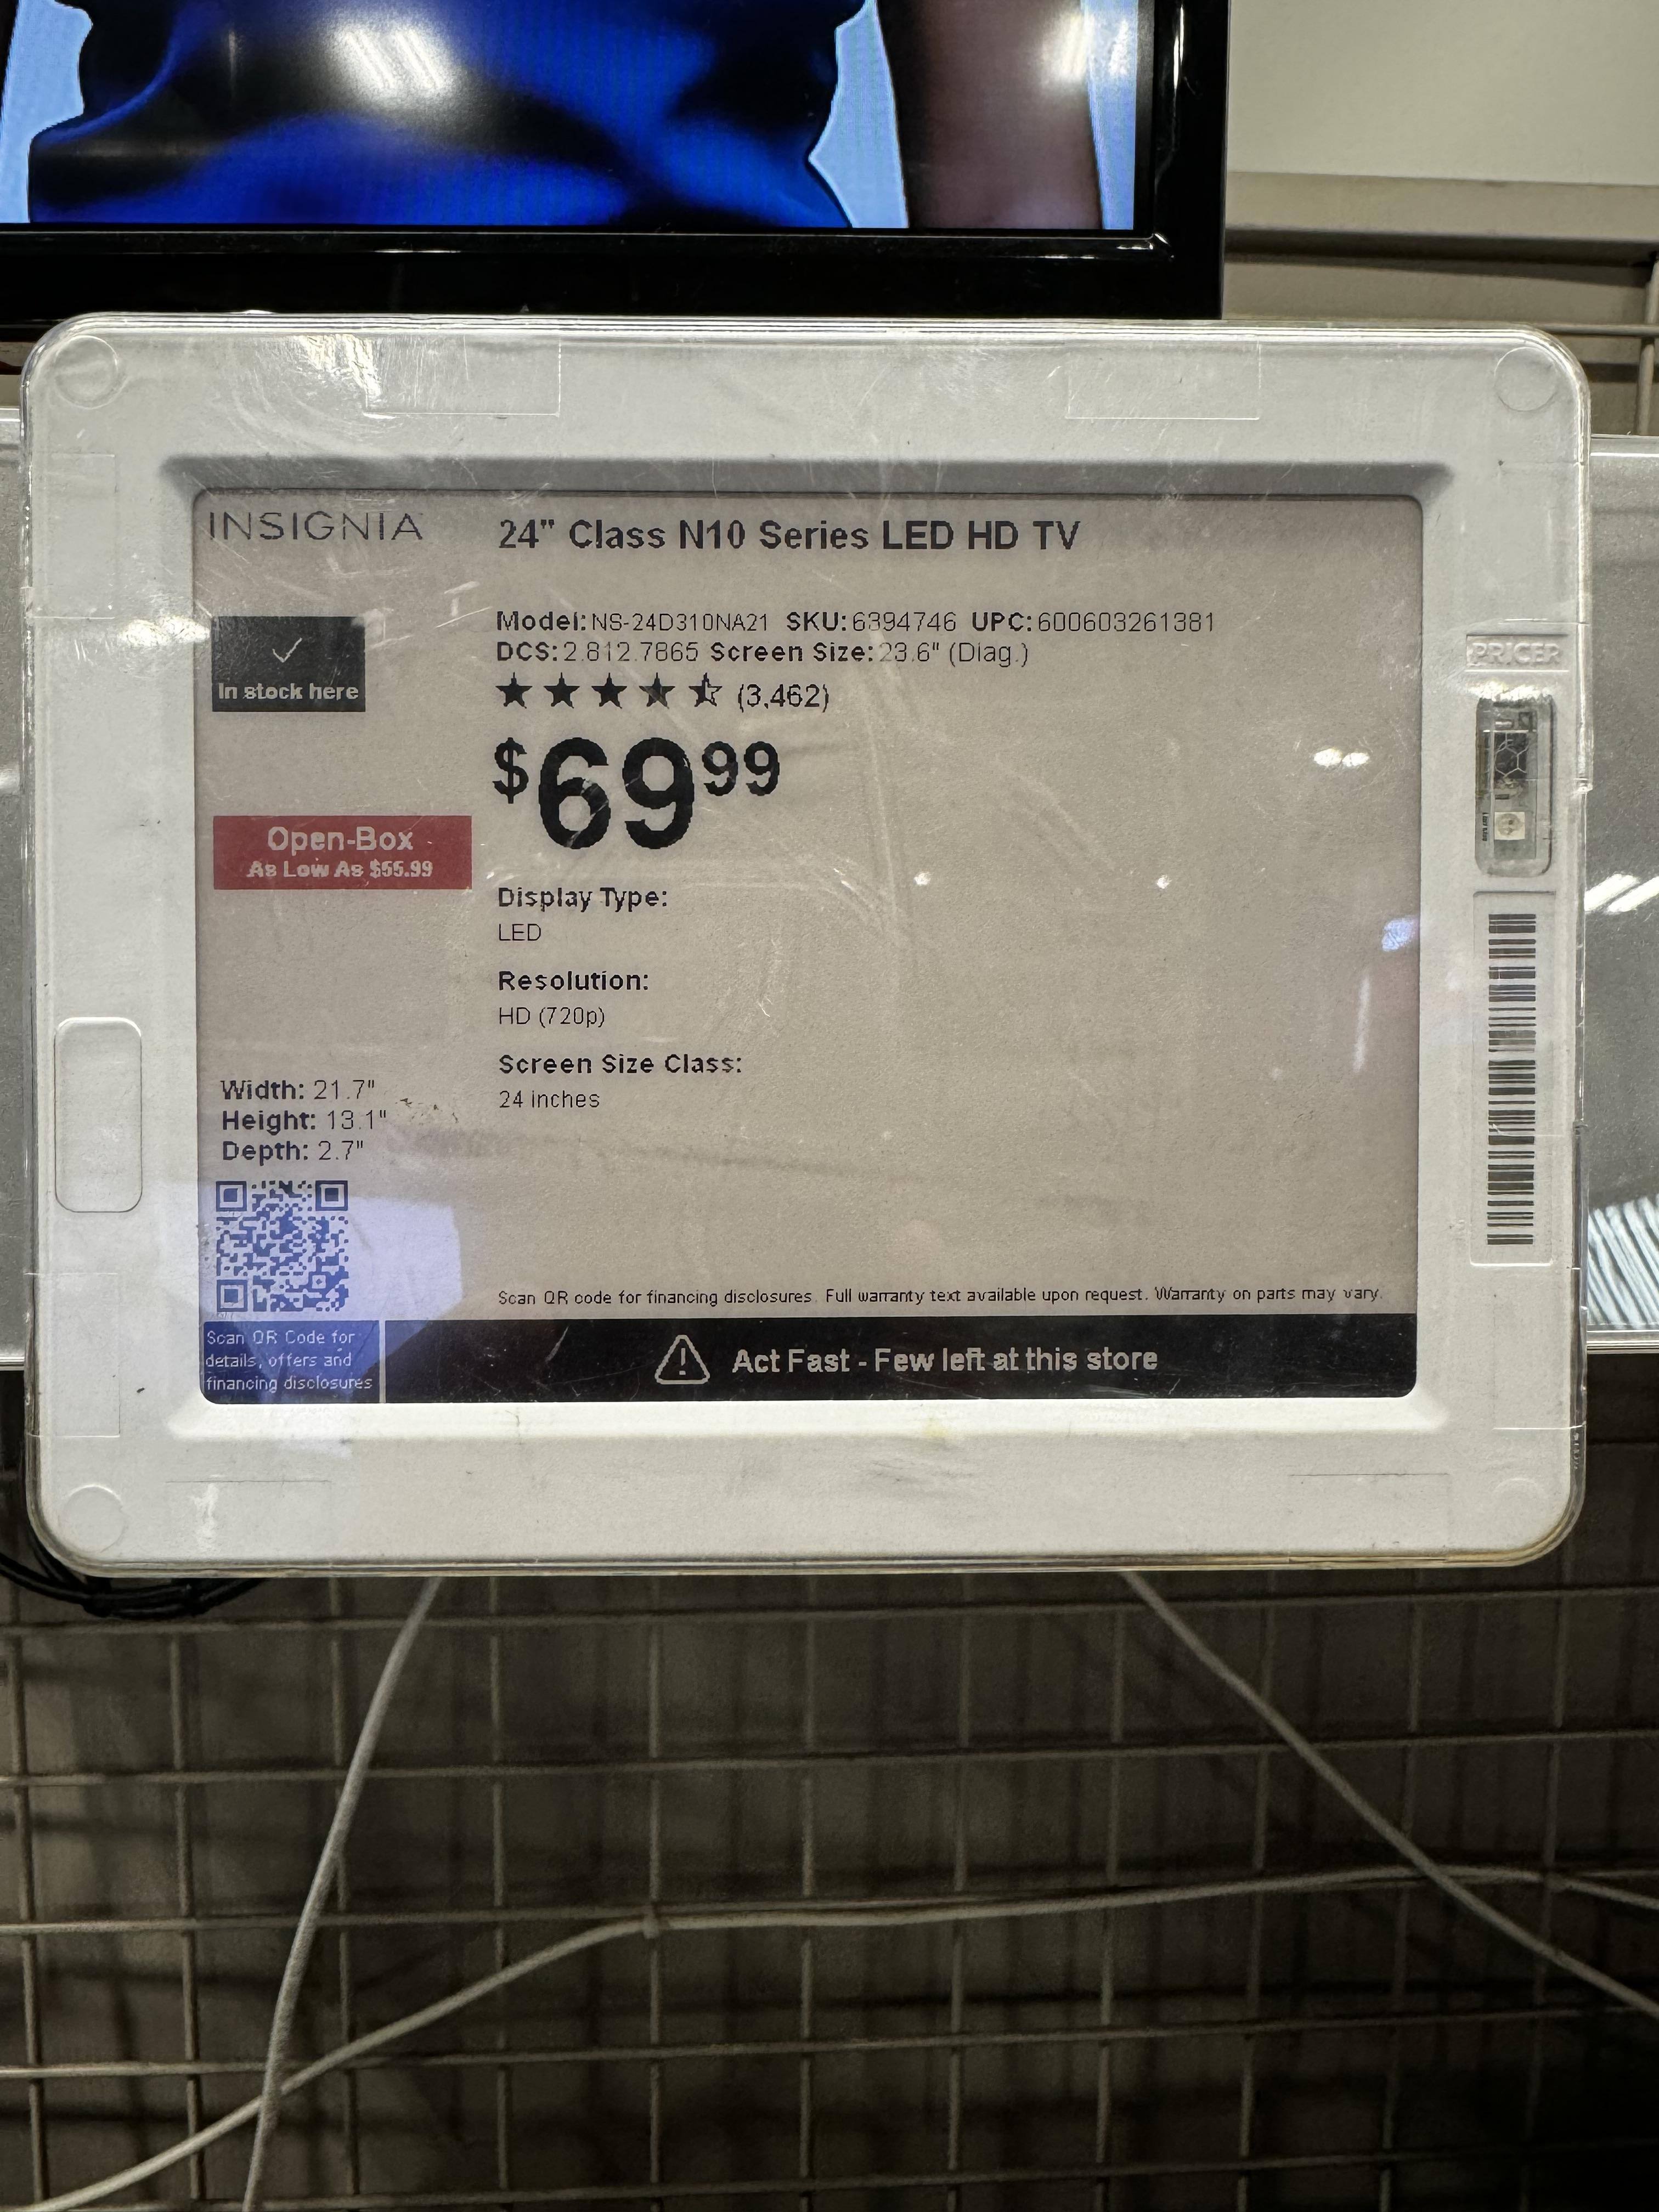 INSIGNIA
24" Class N10 Series LED HD TV
Model: NS-24D310NA21 SKU: 6394746 UPC: 600603261381
DCS: 2.812.7865 Screen Size: 23.6" (Diag.)
(3,462)
In stock here
$69.99
Open-Box
As Low As $55.99
Display Type:
LED
Resolution:
HD (720p)
Screen Size Class:
24 inches
Width: 21.7"
Height: 13.1"
Depth: 2.7"
Scan QR code for financing disclosures. Full warranty text available upon request. Warranty on parts may vary.
Scan QR Code for
details, offers and
financing disclosures
Act Fast - Few left at this store
PRICER